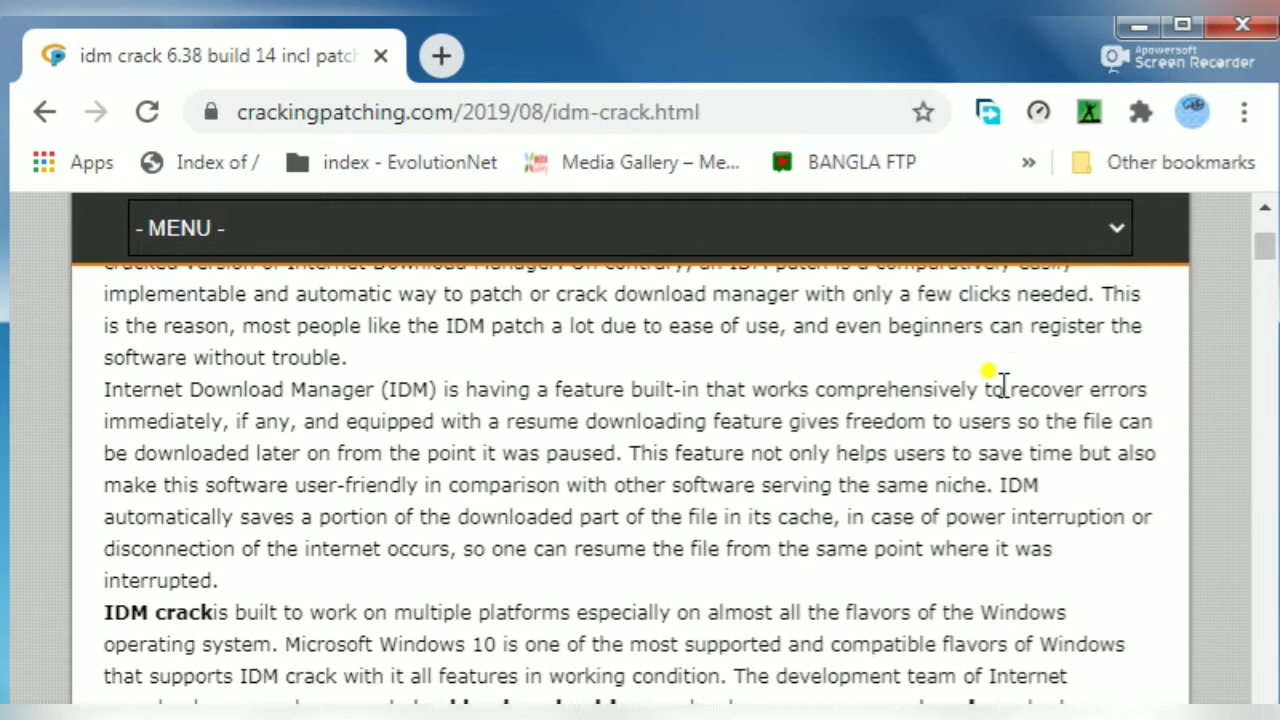 idm crack 6.38 build 14 incl patch
Apowersoft
Screen Recorder
crackingpatching.com/2019/08/idm-crack.html
Apps
Index of /
index - EvolutionNet
Media Gallery – Me...
BANGLA FTP
»
Other bookmarks
- MENU -
cracked version of Internet Download Manager. On contrary, an IDM patch is a comparatively easily
implementable and automatic way to patch or crack download manager with only a few clicks needed. This
is the reason, most people like the IDM patch a lot due to ease of use, and even beginners can register the
software without trouble.
Internet Download Manager (IDM) is having a feature built-in that works comprehensively to recover errors
immediately, if any, and equipped with a resume downloading feature gives freedom to users so the file can
be downloaded later on from the point it was paused. This feature not only helps users to save time but also
make this software user-friendly in comparison with other software serving the same niche. IDM
automatically saves a portion of the downloaded part of the file in its cache, in case of power interruption or
disconnection of the internet occurs, so one can resume the file from the same point where it was
interrupted.
IDM crackis built to work on multiple platforms especially on almost all the flavors of the Windows
operating system. Microsoft Windows 10 is one of the most supported and compatible flavors of Windows
that supports IDM crack with it all features in working condition. The development team of Internet